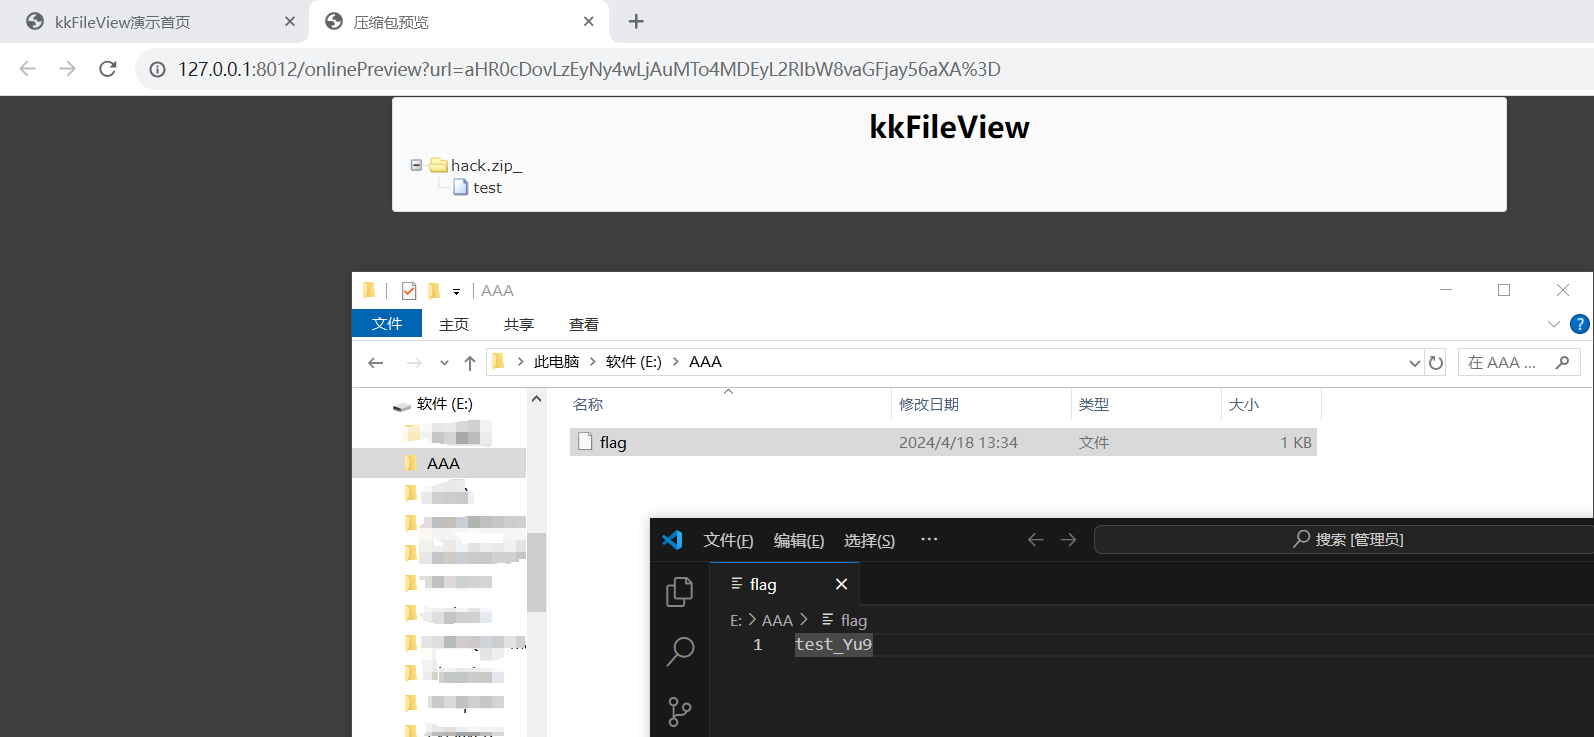 kkFileView演示首页
压缩包预览
127.0.0.1:8012/onlinePreview?url=aHR0cDovLzEyNy4wLjAuMTo4MDEyL2RlbW8vaGFjay56aXA%3D
kkFileView
hack.zip_
test
AAA
文件 主页 共享 查看
此电脑 > 软件 (E:) > AAA
在 AAA ...
软件 (E:)
AAA
名称 修改日期 类型 大小
flag 2024/4/18 13:34 文件 1 KB
文件(F) 编辑(E) 选择(S) ··· 搜索 [管理员]
flag
E: > AAA > flag
1 test_Yu9